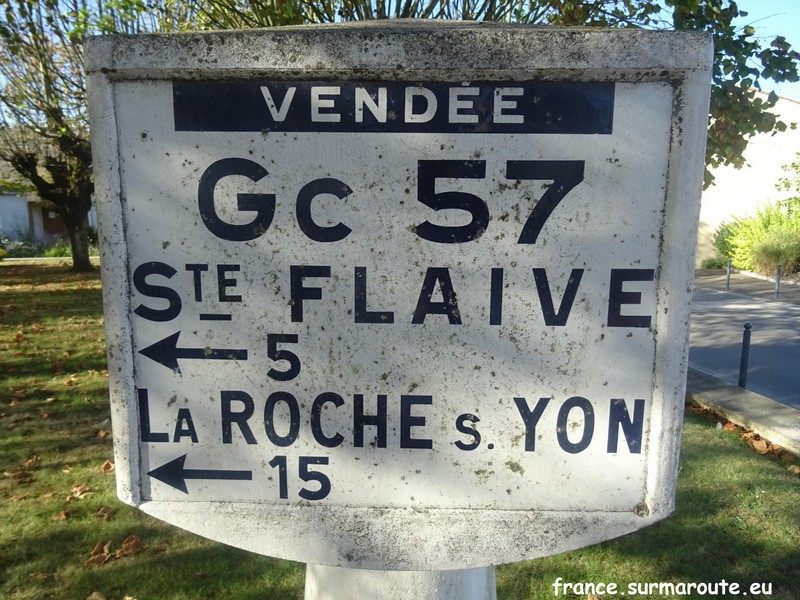 VENDÉE
Gc 57
STE FLAIVE
← 5
LA ROCHE S. YON
← 15
france.surmaroute.eu